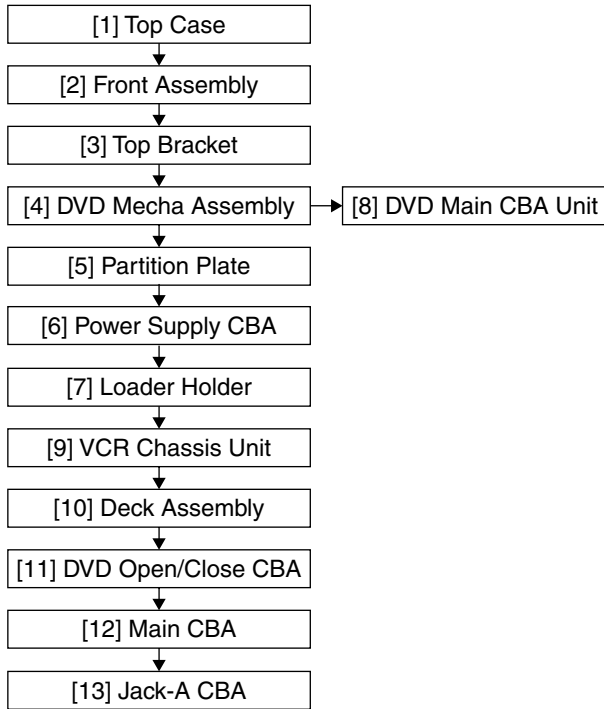 [1] Top Case
[2] Front Assembly
[3] Top Bracket
[4] DVD Mecha Assembly
[8] DVD Main CBA Unit
[5] Partition Plate
[6] Power Supply CBA
[7] Loader Holder
[9] VCR Chassis Unit
[10] Deck Assembly
[11] DVD Open/Close CBA
[12] Main CBA
[13] Jack-A CBA